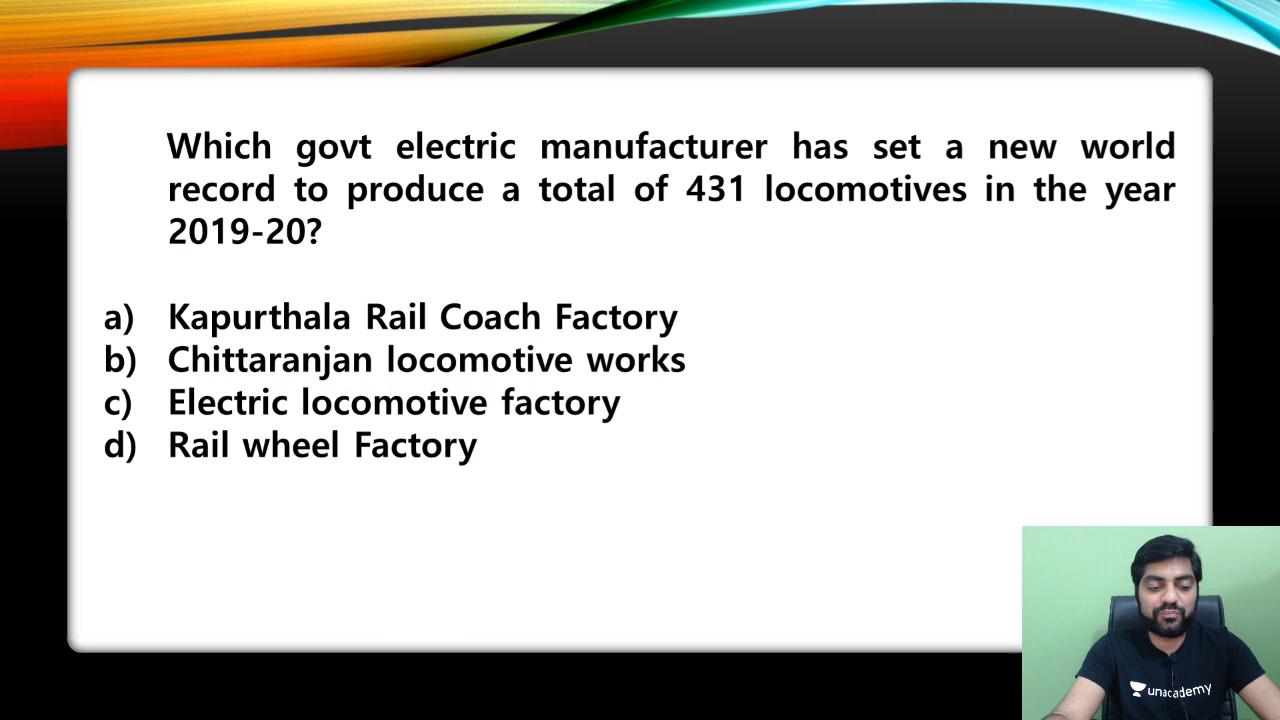 Which govt electric manufacturer has set a new world
record to produce a total of 431 locomotives in the year
2019-20?
a) Kapurthala Rail Coach Factory
b) Chittaranjan locomotive works
c) Electric locomotive factory
d) Rail wheel Factory
unacademy